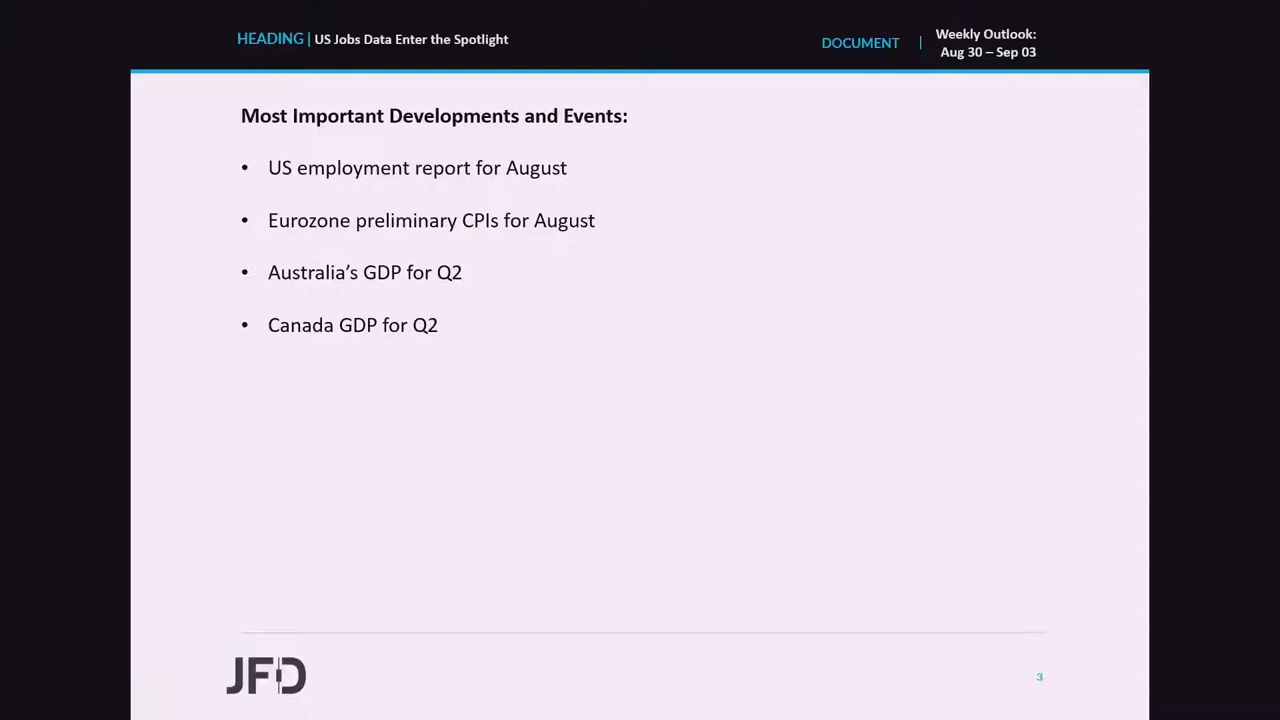 HEADING | US Jobs Data Enter the Spotlight
DOCUMENT | Weekly Outlook:
Aug 30 – Sep 03
Most Important Developments and Events:
• US employment report for August
• Eurozone preliminary CPIs for August
• Australia’s GDP for Q2
• Canada GDP for Q2
JFD
3